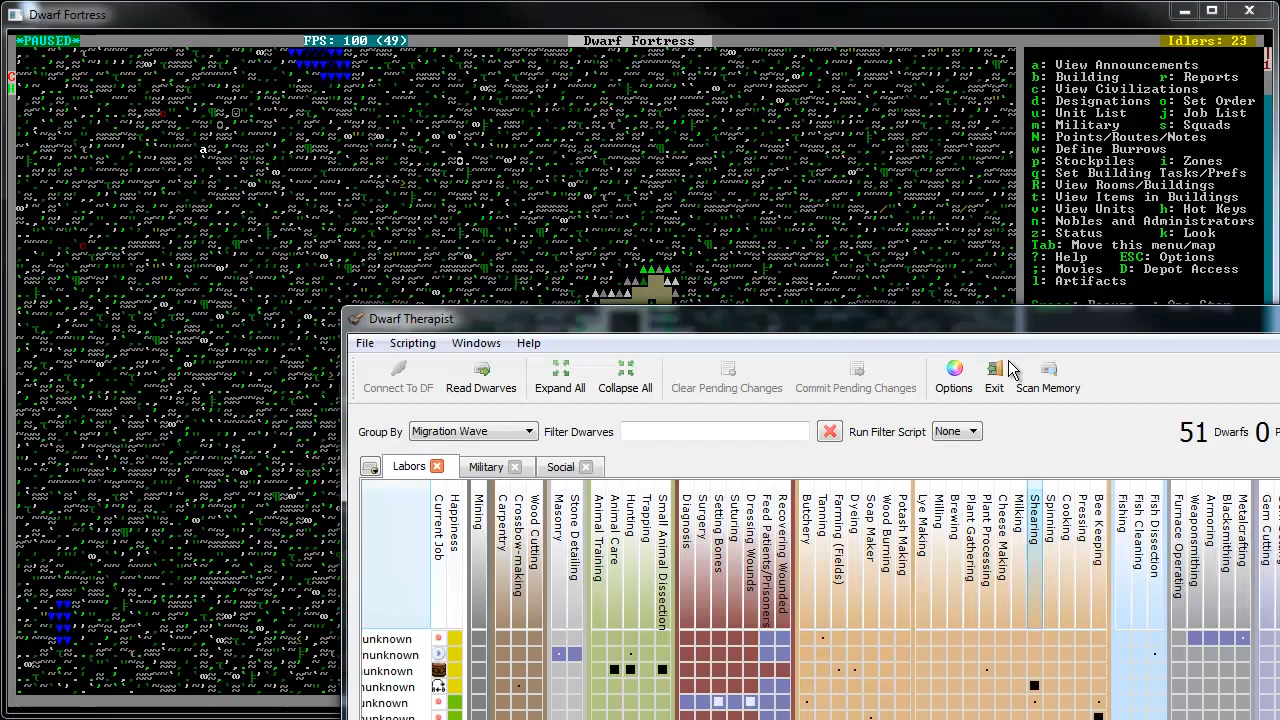 Dwarf Fortress
*PAUSED*
FPS: 100 (49)
Dwarf Fortress
Idlers: 23
a: View Announcements
b: Building r: Reports
c: View Civilizations
d: Designations o: Set Order
u: Unit List j: Job List
m: Military s: Squads
N: Points/Routes/Notes
w: Define Burrows
p: Stockpiles i: Zones
q: Set Building Tasks/Prefs
R: View Rooms/Buildings
t: View Items in Buildings
v: View Units h: Hot Keys
n: Nobles and Administrators
z: Status k: Look
Tab: Move this menu/map
?: Help ESC: Options
;: Movies D: Depot Access
l: Artifacts
Dwarf Therapist
File Scripting Windows Help
Connect To DF Read Dwarves Expand All Collapse All Clear Pending Changes Commit Pending Changes Options Exit Scan Memory
Group By Migration Wave Filter Dwarves Run Filter Script None 51 Dwarfs 0
Labors Military Social
Current Job
Happiness
Mining
Carpentry
Crossbow-making
Wood Cutting
Masonry
Stone Detailing
Animal Training
Animal Care
Hunting
Trapping
Small Animal Dissection
Diagnosis
Surgery
Setting Bones
Suturing
Dressing Wounds
Feed Patients/Prisoners
Recovering Wounded
Butchery
Tanning
Farming (Fields)
Dyeing
Soap Maker
Wood Burning
Potash Making
Lye Making
Milling
Brewing
Plant Gathering
Plant Processing
Cheese Making
Milking
Shearing
Spinning
Cooking
Pressing
Bee Keeping
Fishing
Fish Cleaning
Fish Dissection
Furnace Operating
Weaponsmithing
Armoring
Blacksmithing
Metalcrafting
Gem Cutting
unknown
unknown
unknown
unknown
unknown
unknown